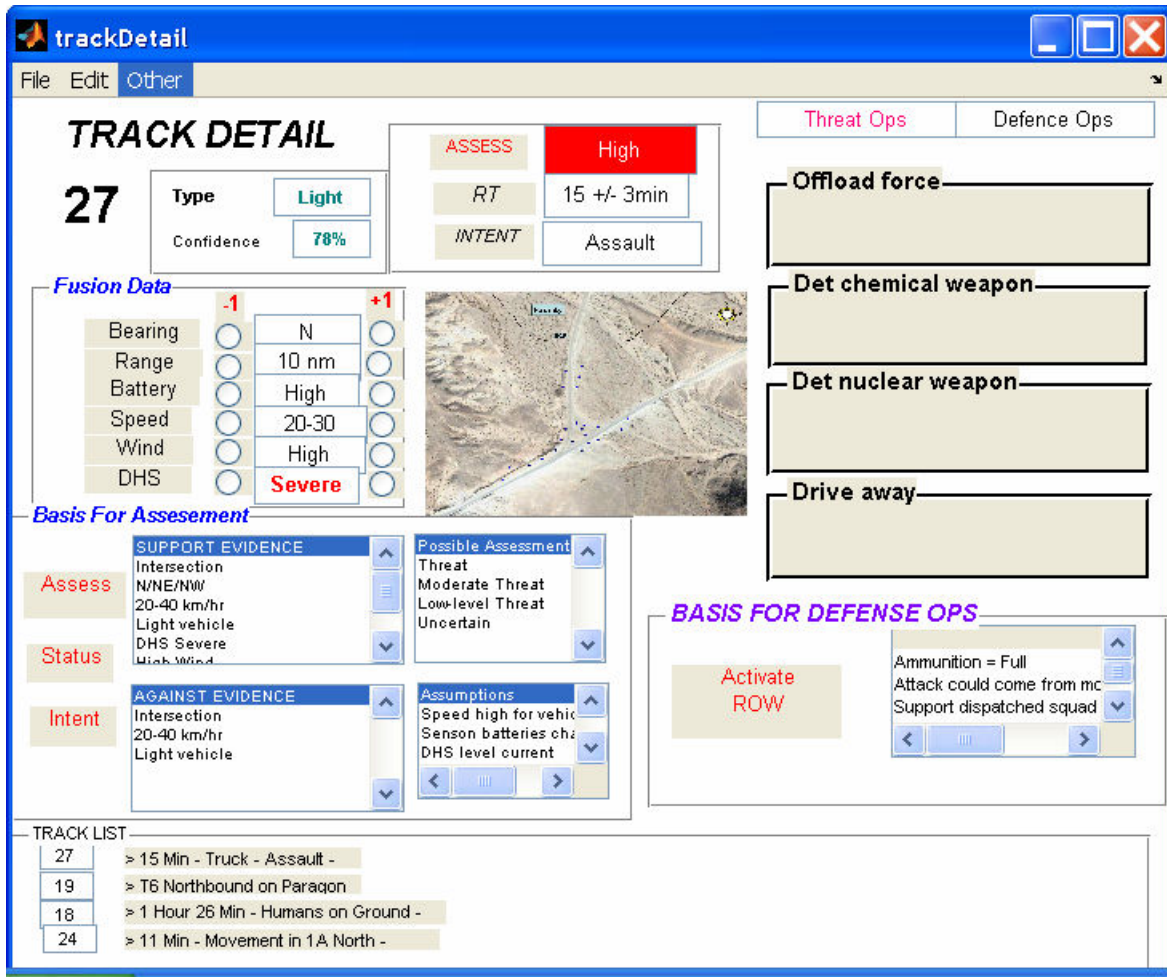 trackDetail
File Edit Other
TRACK DETAIL
27
Type Light
Confidence 78%
ASSESS High
RT 15 +/- 3min
INTENT Assault
Threat Ops Defence Ops
Offload force
Det chemical weapon
Det nuclear weapon
Drive away
Fusion Data
-1 +1
Bearing N
Range 10 nm
Battery High
Speed 20-30
Wind High
DHS Severe
Basis For Assesement
Assess
Status
Intent
SUPPORT EVIDENCE
Intersection
N/NE/NW
20-40 km/hr
Light vehicle
DHS Severe
High Wind
Possible Assessment
Threat
Moderate Threat
Low-level Threat
Uncertain
AGAINST EVIDENCE
Intersection
20-40 km/hr
Light vehicle
Assumptions
Speed high for vehic
Senson batteries cha
DHS level current
BASIS FOR DEFENSE OPS
Activate
ROW
Ammunition = Full
Attack could come from mc
Support dispatched squad
TRACK LIST
27 > 15 Min - Truck - Assault -
19 > T6 Northbound on Paragon
18 > 1 Hour 26 Min - Humans on Ground -
24 > 11 Min - Movement in 1A North -